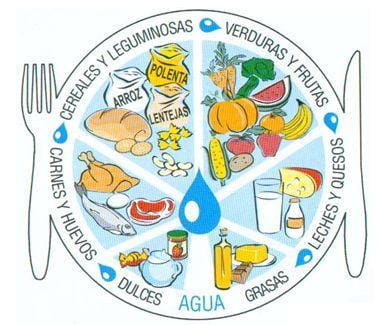 CEREALES Y LEGUMINOSAS
VERDURAS Y FRUTAS
POLENTA
ARROZ
LENTEJAS
CARNES Y HUEVOS
LECHES Y QUESOS
DULCES
AGUA
GRASAS